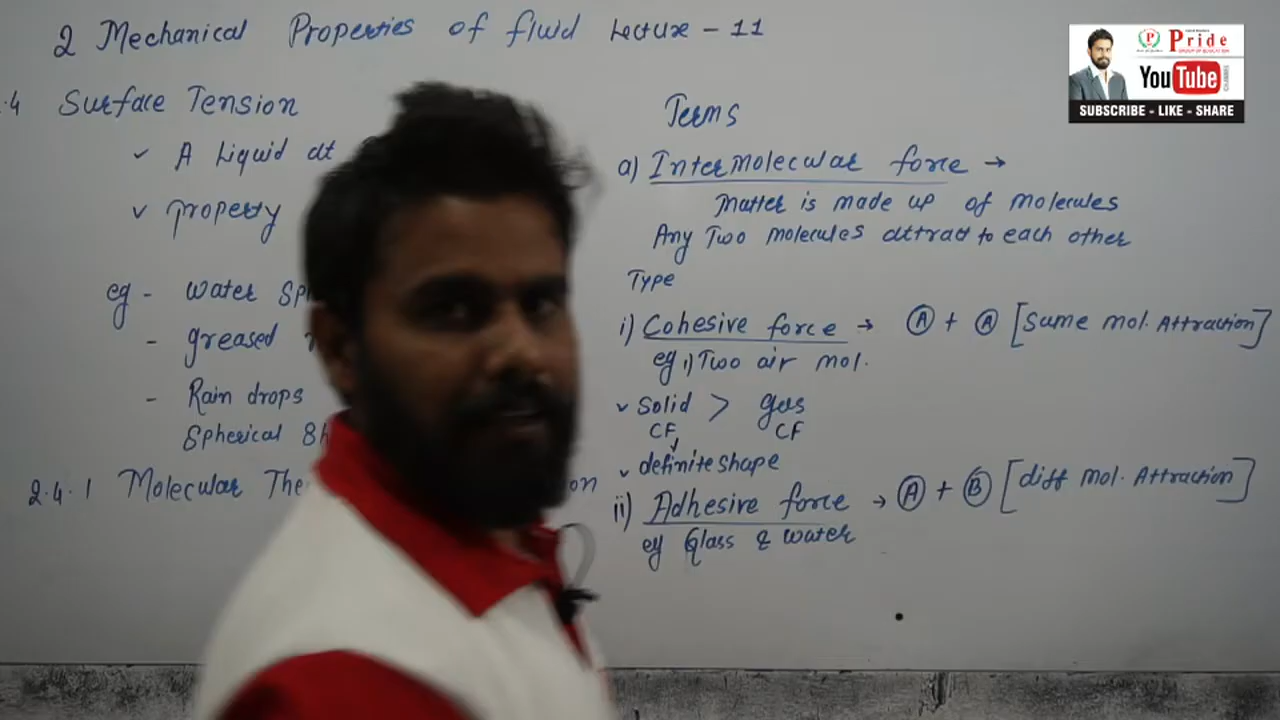 2 Mechanical Properties of fluid Lecture - 11
.4 Surface Tension
✓ A Liquid at
✓ Property
eg - water
- greased
- Rain drops
Spherical
2.4.1 Molecular
Terms
a) Intermolecular force →
Matter is made up of molecules
Any Two molecules attract to each other
Type
i) Cohesive force → A + A [Same mol. Attraction]
eg i) Two air mol.
✓ Solid > gas
CF CF
✓ definite shape
ii) Adhesive force → A + B [diff mol. Attraction]
eg Glass & water
Pride
YouTube
SUBSCRIBE - LIKE - SHARE